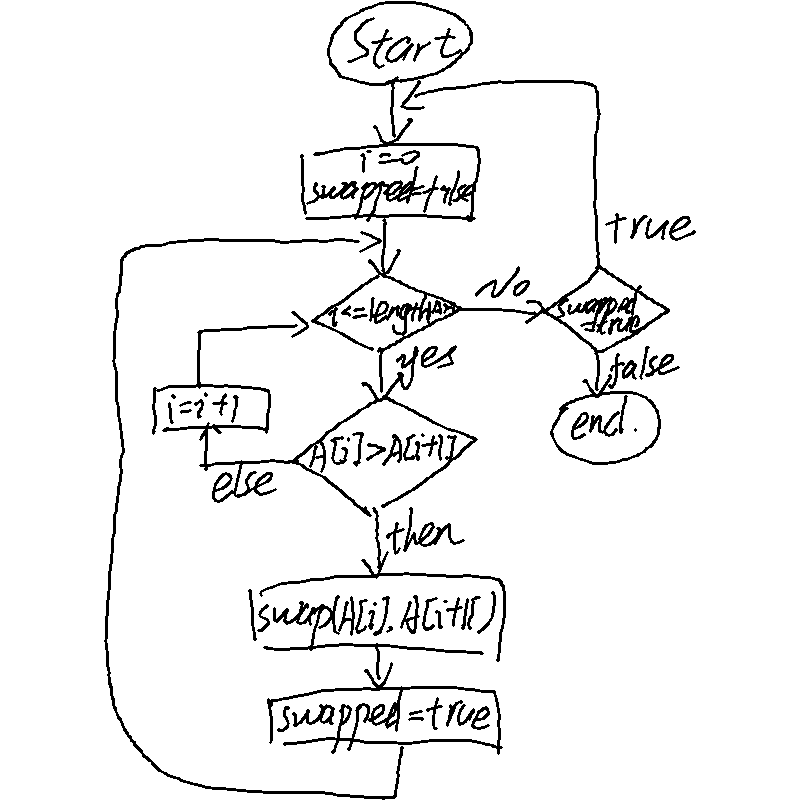 Start
i=0
swapped=false
true
No
swapped
=true
yes
false
i=i+1
end.
A[i]>A[i+1]
else
then
swap(A[i], A[i+1])
swapped=true